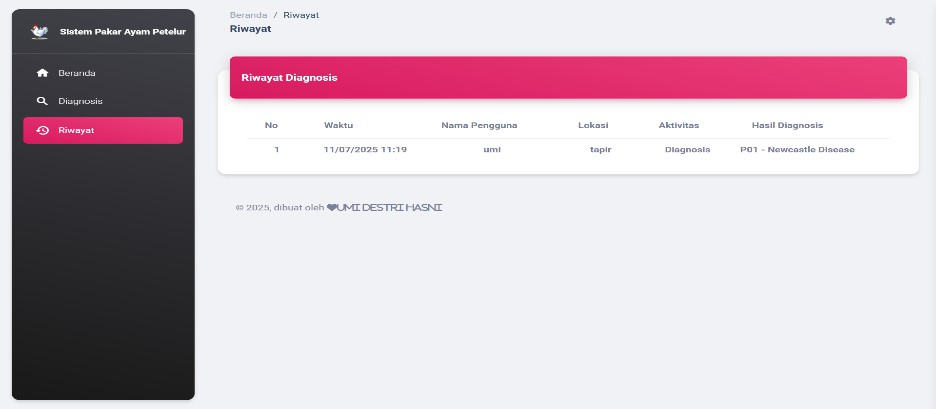 Sistem Pakar Ayam Petelur
Beranda
Diagnosis
Riwayat
Beranda / Riwayat
Riwayat
Riwayat Diagnosis
No Waktu Nama Pengguna Lokasi Aktivitas Hasil Diagnosis
1 11/07/2025 11:19 umi tapir Diagnosis P01 - Newcastle Disease
© 2025, dibuat oleh ❤UMI DESTRI HASNI